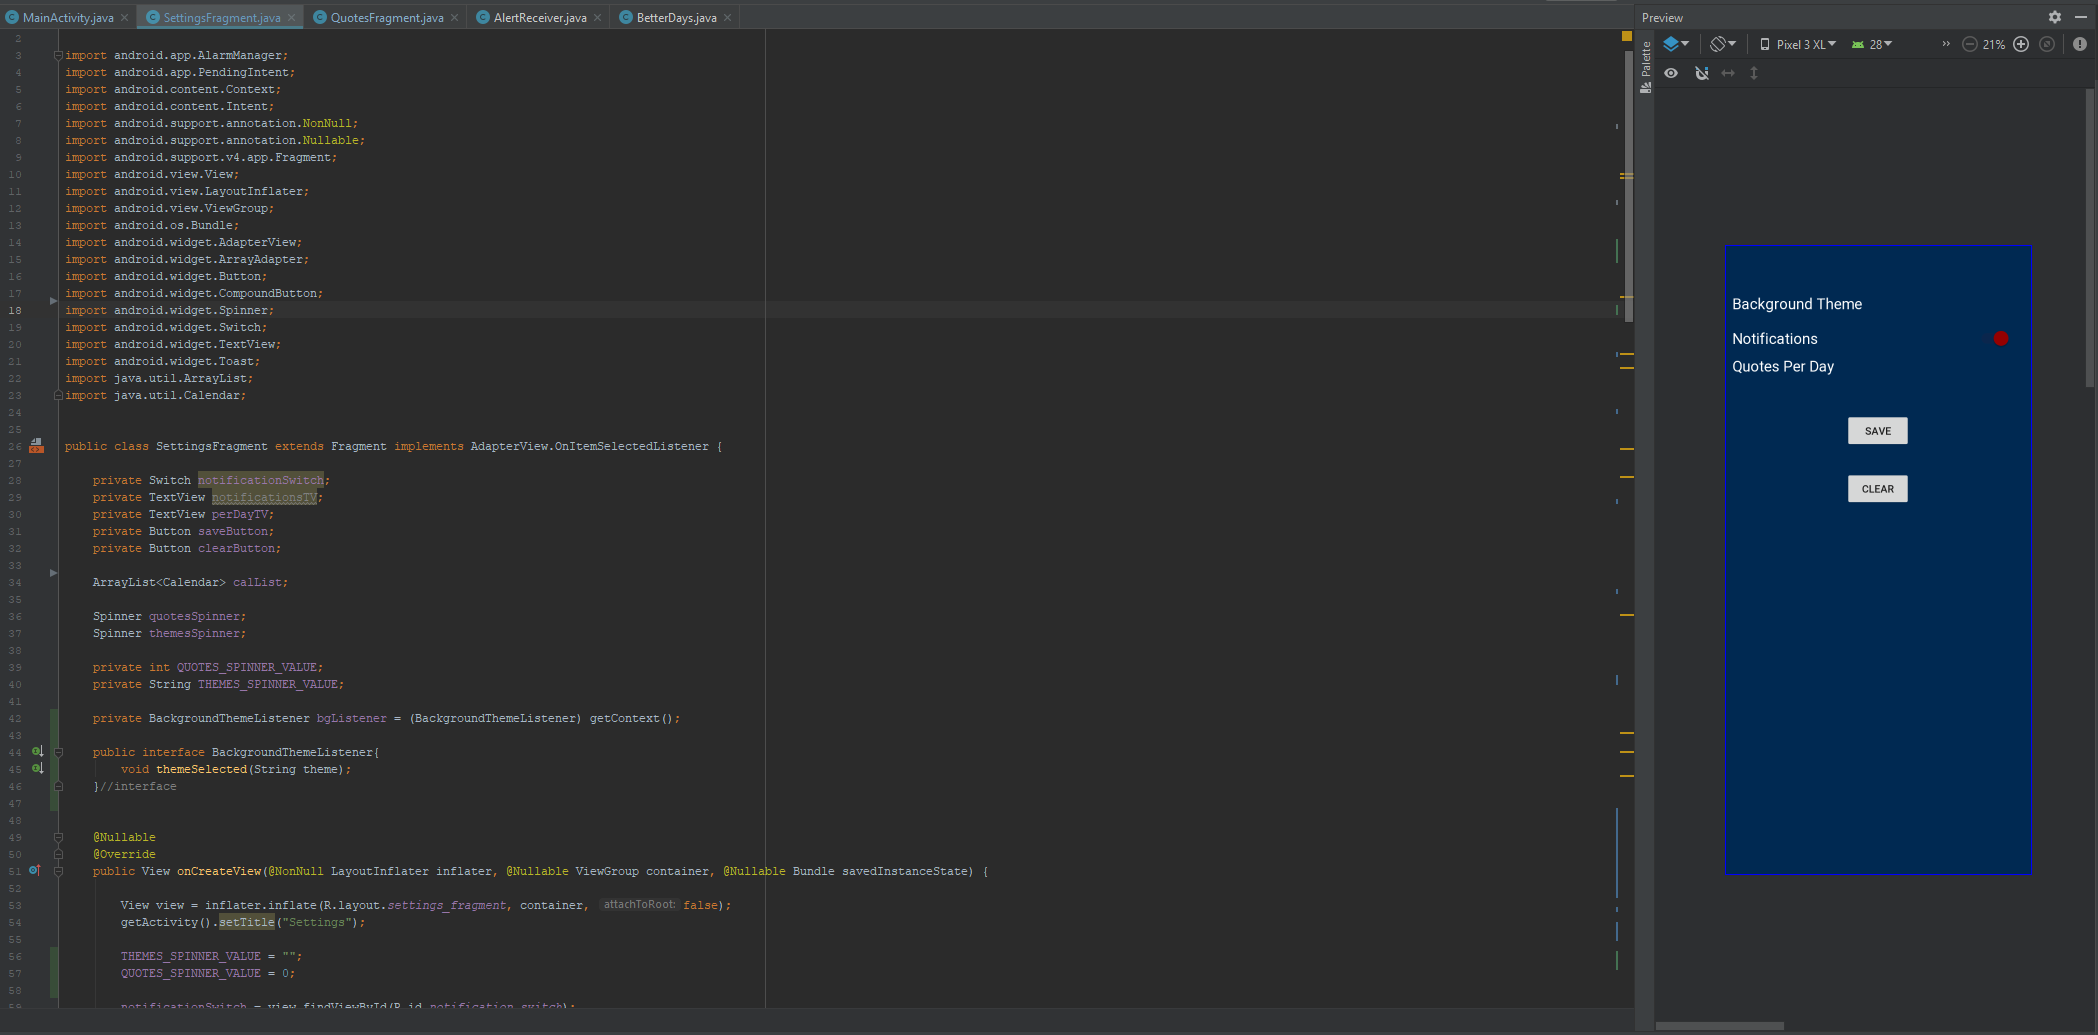 MainActivity.java
SettingsFragment.java
QuotesFragment.java
AlertReceiver.java
BetterDays.java
2
3 import android.app.AlarmManager;
4 import android.app.PendingIntent;
5 import android.content.Context;
6 import android.content.Intent;
7 import android.support.annotation.NonNull;
8 import android.support.annotation.Nullable;
9 import android.support.v4.app.Fragment;
10 import android.view.View;
11 import android.view.LayoutInflater;
12 import android.view.ViewGroup;
13 import android.os.Bundle;
14 import android.widget.AdapterView;
15 import android.widget.ArrayAdapter;
16 import android.widget.Button;
17 import android.widget.CompoundButton;
18 import android.widget.Spinner;
19 import android.widget.Switch;
20 import android.widget.TextView;
21 import android.widget.Toast;
22 import java.util.ArrayList;
23 import java.util.Calendar;
24
25
26 public class SettingsFragment extends Fragment implements AdapterView.OnItemSelectedListener {
27
28 private Switch notificationSwitch;
29 private TextView notificationsTV;
30 private TextView perDayTV;
31 private Button saveButton;
32 private Button clearButton;
33
34 ArrayList<Calendar> calList;
35
36 Spinner quotesSpinner;
37 Spinner themesSpinner;
38
39 private int QUOTES_SPINNER_VALUE;
40 private String THEMES_SPINNER_VALUE;
41
42 private BackgroundThemeListener bgListener = (BackgroundThemeListener) getContext();
43
44 public interface BackgroundThemeListener{
45 void themeSelected(String theme);
46 }//interface
47
48
49 @Nullable
50 @Override
51 public View onCreateView(@NonNull LayoutInflater inflater, @Nullable ViewGroup container, @Nullable Bundle savedInstanceState) {
52
53 View view = inflater.inflate(R.layout.settings_fragment, container, attachToRoot: false);
54 getActivity().setTitle("Settings");
55
56 THEMES_SPINNER_VALUE = "";
57 QUOTES_SPINNER_VALUE = 0;
58
59 notificationSwitch = view.findViewById(R.id.notification_switch);
Preview
Palette
Pixel 3 XL
28
21%
Background Theme
Notifications
Quotes Per Day
SAVE
CLEAR